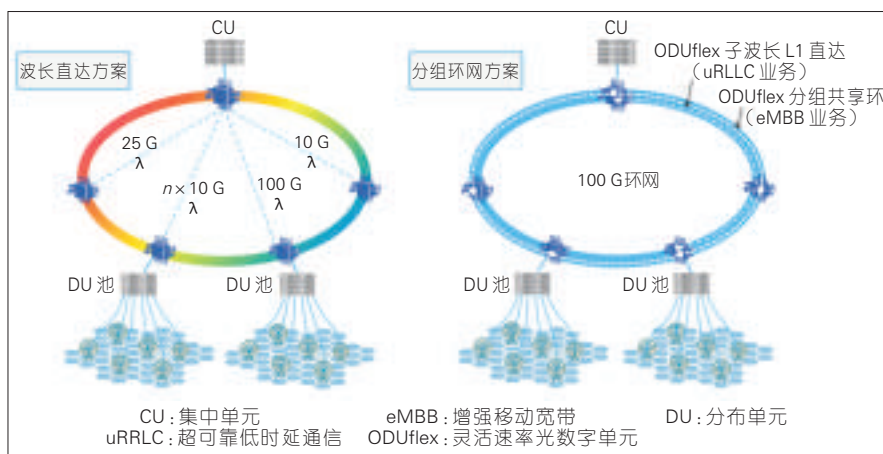 CU
波长直达方案
25 G
λ
10 G
λ
n×10 G
λ
100 G
λ
DU 池
DU 池
CU
分组环网方案
ODUflex 子波长 L1 直达
（uRLLC 业务）
ODUflex 分组共享环
（eMBB 业务）
100 G环网
DU 池
DU 池
CU：集中单元
eMBB：增强移动宽带
DU：分布单元
uRRLC：超可靠低时延通信
ODUflex：灵活速率光数字单元